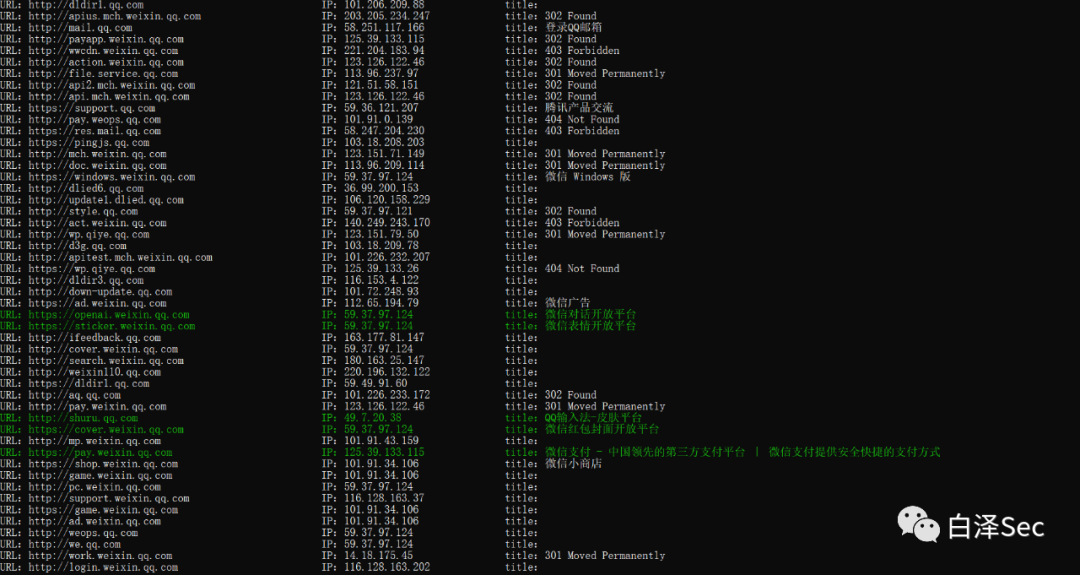 URL: http://dldir1.qq.com IP: 101.206.209.88 title:
URL: http://apius.mch.weixin.qq.com IP: 203.205.234.247 title: 302 Found
URL: http://mail.qq.com IP: 58.251.117.166 title: 登录QQ邮箱
URL: http://payapp.weixin.qq.com IP: 125.39.133.115 title: 302 Found
URL: http://wwcdn.weixin.qq.com IP: 221.204.183.94 title: 403 Forbidden
URL: http://action.weixin.qq.com IP: 123.126.122.46 title: 302 Found
URL: http://file.service.qq.com IP: 113.96.237.97 title: 301 Moved Permanently
URL: http://api2.mch.weixin.qq.com IP: 121.51.58.151 title: 302 Found
URL: http://api.mch.weixin.qq.com IP: 123.126.122.46 title: 302 Found
URL: https://support.qq.com IP: 59.36.121.207 title: 腾讯产品交流
URL: http://pay.weops.qq.com IP: 101.91.0.139 title: 404 Not Found
URL: https://res.mail.qq.com IP: 58.247.204.230 title: 403 Forbidden
URL: https://pingjs.qq.com IP: 103.18.208.203 title:
URL: http://mch.weixin.qq.com IP: 123.151.71.149 title: 301 Moved Permanently
URL: http://doc.weixin.qq.com IP: 113.96.209.114 title: 301 Moved Permanently
URL: https://windows.weixin.qq.com IP: 59.37.97.124 title: 微信 Windows 版
URL: http://dlied6.qq.com IP: 36.99.200.153 title:
URL: http://update1.dlied.qq.com IP: 106.120.158.229 title:
URL: http://style.qq.com IP: 59.37.97.121 title: 302 Found
URL: http://act.weixin.qq.com IP: 140.249.243.170 title: 403 Forbidden
URL: http://wp.qiye.qq.com IP: 123.151.79.50 title: 301 Moved Permanently
URL: http://d3g.qq.com IP: 103.18.209.78 title:
URL: http://apitest.mch.weixin.qq.com IP: 101.226.232.207 title:
URL: https://wp.qiye.qq.com IP: 125.39.133.26 title: 404 Not Found
URL: http://dldir3.qq.com IP: 116.153.4.122 title:
URL: http://down-update.qq.com IP: 101.72.248.93 title:
URL: https://ad.weixin.qq.com IP: 112.65.194.79 title: 微信广告
URL: https://openai.weixin.qq.com IP: 59.37.97.124 title: 微信对话开放平台
URL: https://sticker.weixin.qq.com IP: 59.37.97.124 title: 微信表情开放平台
URL: http://ifeedback.qq.com IP: 163.177.81.147 title:
URL: http://cover.weixin.qq.com IP: 59.37.97.124 title:
URL: http://search.weixin.qq.com IP: 180.163.25.147 title:
URL: http://weixin110.qq.com IP: 220.196.132.122 title:
URL: https://dldir1.qq.com IP: 59.49.91.60 title:
URL: http://aq.qq.com IP: 101.226.233.172 title: 302 Found
URL: http://pay.weixin.qq.com IP: 123.126.122.46 title: 301 Moved Permanently
URL: http://shuru.qq.com IP: 49.7.20.38 title: QQ输入法-皮肤平台
URL: https://cover.weixin.qq.com IP: 59.37.97.124 title: 微信红包封面开放平台
URL: http://mp.weixin.qq.com IP: 101.91.43.159 title:
URL: https://pay.weixin.qq.com IP: 125.39.133.115 title: 微信支付 - 中国领先的第三方支付平台 | 微信支付提供安全快捷的支付方式
URL: https://shop.weixin.qq.com IP: 101.91.34.106 title: 微信小商店
URL: http://game.weixin.qq.com IP: 101.91.34.106 title:
URL: http://pc.weixin.qq.com IP: 59.37.97.124 title:
URL: http://support.weixin.qq.com IP: 116.128.163.37 title:
URL: https://game.weixin.qq.com IP: 101.91.34.106 title:
URL: http://ad.weixin.qq.com IP: 101.91.34.106 title:
URL: http://weops.qq.com IP: 59.37.97.124 title:
URL: http://we.qq.com IP: 59.37.97.124 title:
URL: http://work.weixin.qq.com IP: 14.18.175.45 title: 301 Moved Permanently
URL: http://login.weixin.qq.com IP: 116.128.163.202 title:
白泽Sec